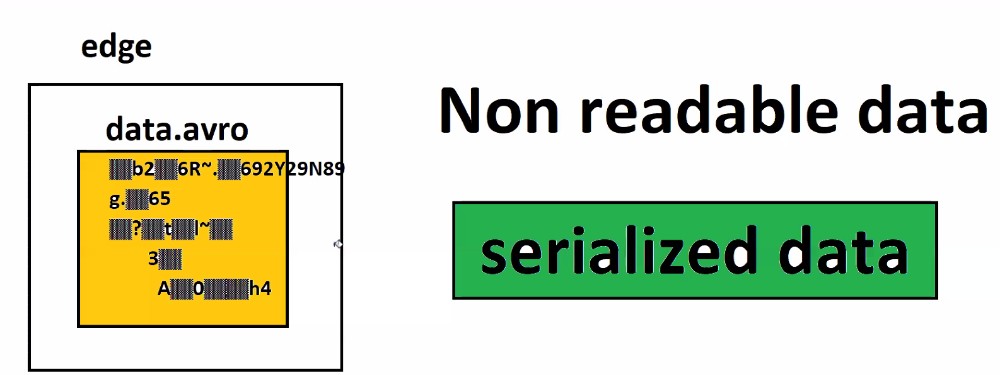 edge
data.avro
▒▒b2▒▒6R~.▒▒692Y29N89
g.▒▒65
▒▒?▒▒t▒▒l~▒▒
3▒▒
A▒▒0▒▒▒▒h4
Non readable data
serialized data